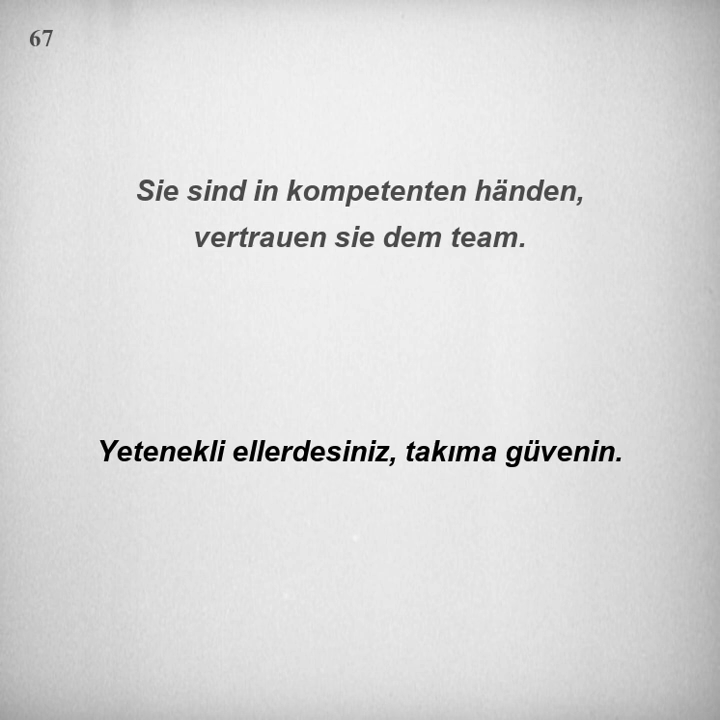 67
Sie sind in kompetenten händen,
vertrauen sie dem team.
Yetenekli ellerdesiniz, takıma güvenin.